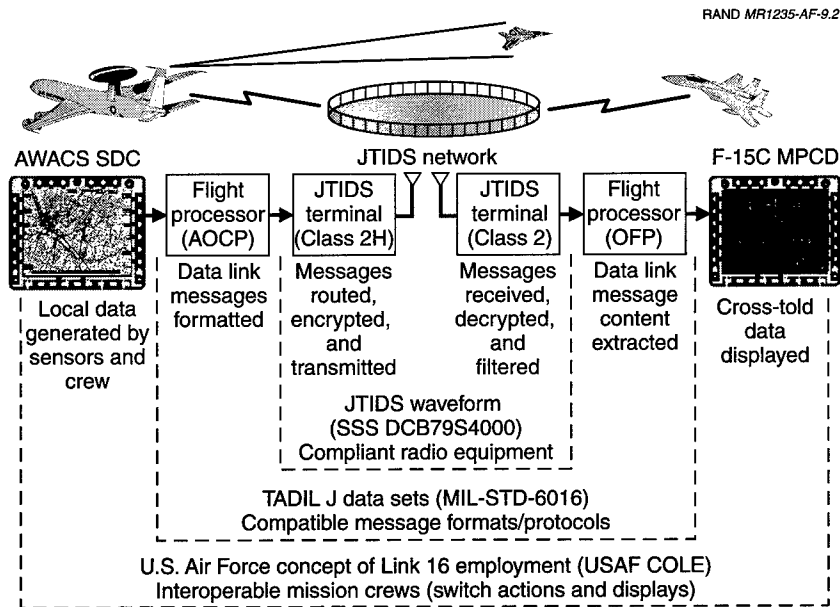 RAND MR1235-AF-9.2
AWACS SDC
JTIDS network
F-15C MPCD
Flight
processor
(AOCP)
JTIDS
terminal
(Class 2H)
JTIDS
terminal
(Class 2)
Flight
processor
(OFP)
Local data
generated by
sensors and
crew
Data link
messages
formatted
Messages
routed,
encrypted,
and
transmitted
Messages
received,
decrypted,
and
filtered
Data link
message
content
extracted
Cross-told
data
displayed
JTIDS waveform
(SSS DCB79S4000)
Compliant radio equipment
TADIL J data sets (MIL-STD-6016)
Compatible message formats/protocols
U.S. Air Force concept of Link 16 employment (USAF COLE)
Interoperable mission crews (switch actions and displays)